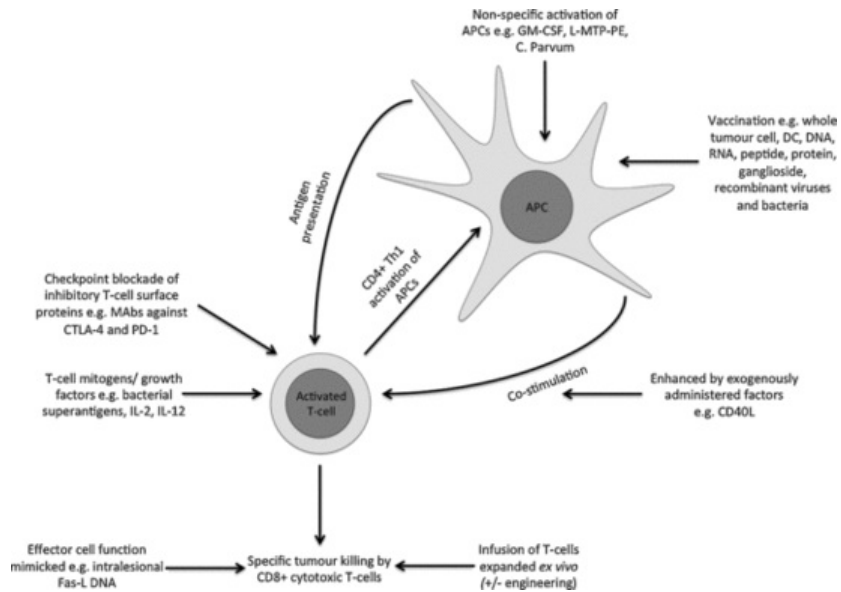 Non-specific activation of
APCs e.g. GM-CSF, L-MTP-PE,
C. Parvum
Vaccination e.g. whole
tumour cell, DC, DNA,
RNA, peptide, protein,
ganglioside,
recombinant viruses
and bacteria
APC
Antigen
presentation
CD4+ Th1
activation of
APCs
Checkpoint blockade of
inhibitory T-cell surface
proteins e.g. MAbs against
CTLA-4 and PD-1
T-cell mitogens/ growth
factors e.g. bacterial
superantigens, IL-2, IL-12
Activated
T-cell
Co-stimulation
Enhanced by exogenously
administered factors
e.g. CD40L
Effector cell function
mimicked e.g. intralesional
Fas-L DNA
Specific tumour killing by
CD8+ cytotoxic T-cells
Infusion of T-cells
expanded ex vivo
(+/- engineering)